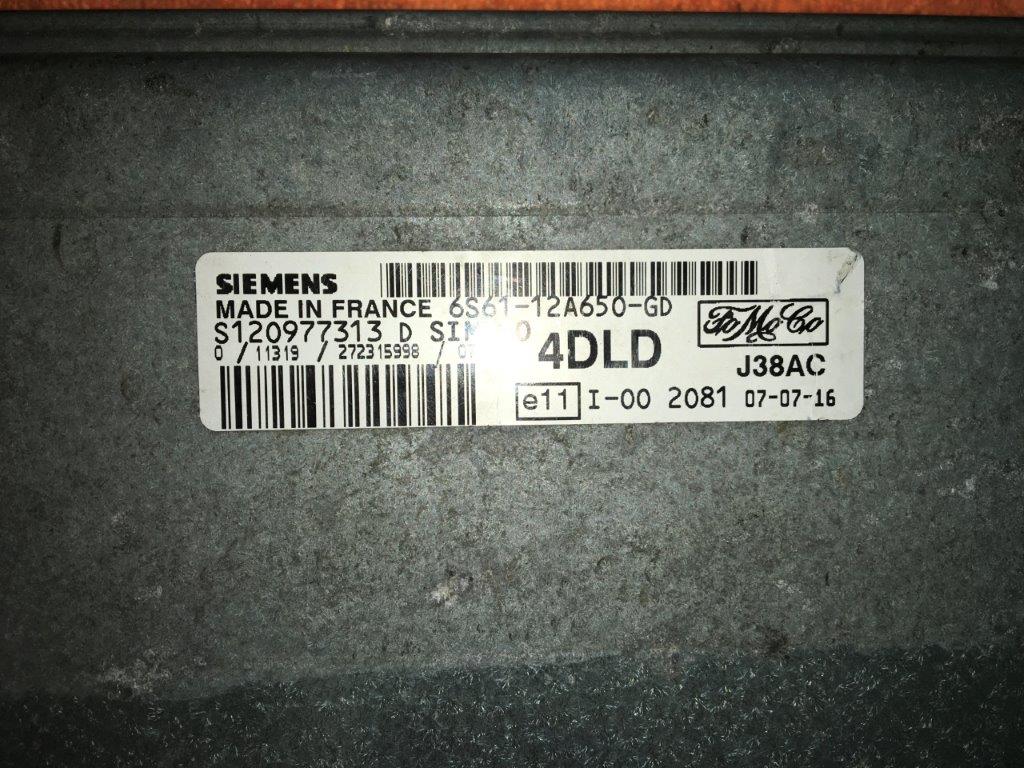 SIEMENS
MADE IN FRANCE 6S61-12A650-GD
FoMoCo
S120977313 D
4DLD
J38AC
0 / 11319 / 272315998 /
e11 I-00 2081 07-07-16